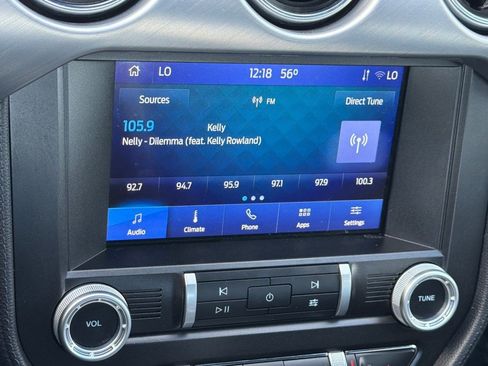 LO 12:18 56° LO
Sources FM Direct Tune
105.9 Kelly
Nelly - Dilemma (feat. Kelly Rowland)
92.7 94.7 95.9 97.1 97.9 100.3
Audio Climate Phone Apps Settings
VOL TUNE